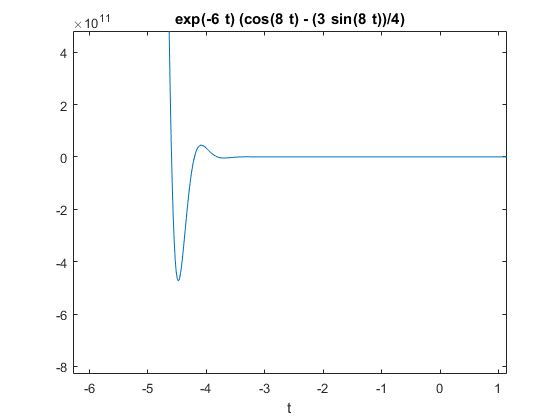 exp(-6 t) (cos(8 t) - (3 sin(8 t))/4)
×10^11
4
2
0
-2
-4
-6
-8
-6 -5 -4 -3 -2 -1 0 1
t